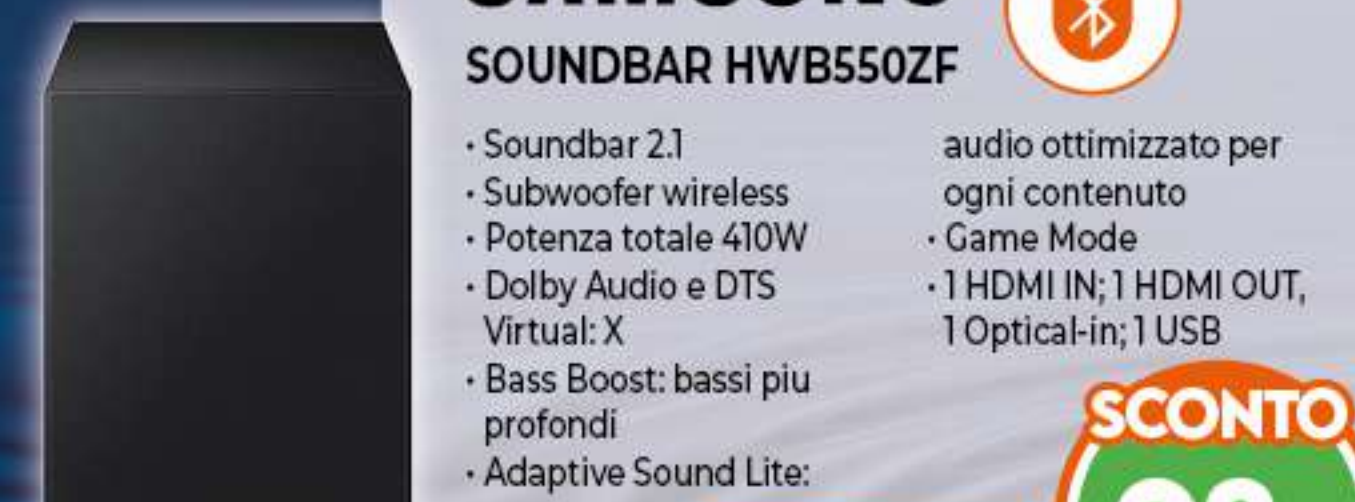 SAMSUNG
SOUNDBAR HWB550ZF
· Soundbar 2.1
· Subwoofer wireless
· Potenza totale 410W
· Dolby Audio e DTS
Virtual: X
· Bass Boost: bassi piu
profondi
· Adaptive Sound Lite:
audio ottimizzato per
ogni contenuto
· Game Mode
· 1 HDMI IN; 1 HDMI OUT,
1 Optical-in; 1 USB
SCONTO